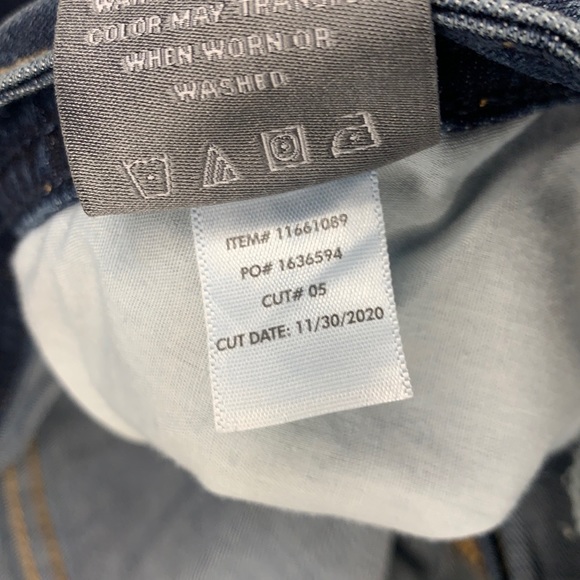 COLOR MAY TRANSFER
WHEN WORN OR
WASHED
ITEM# 11661089
PO# 1636594
CUT# 05
CUT DATE: 11/30/2020